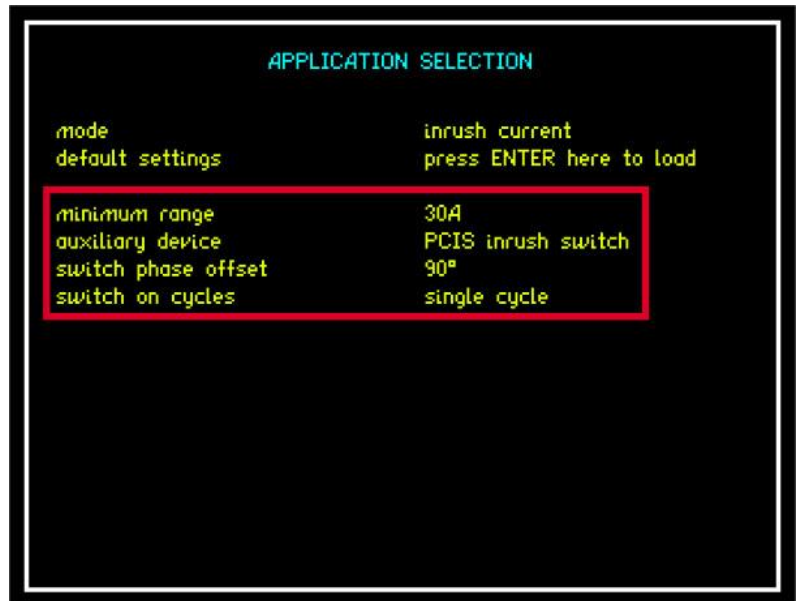 APPLICATION SELECTION
mode inrush current
default settings press ENTER here to load
minimum range 30A
auxiliary device PCIS inrush switch
switch phase offset 90°
switch on cycles single cycle